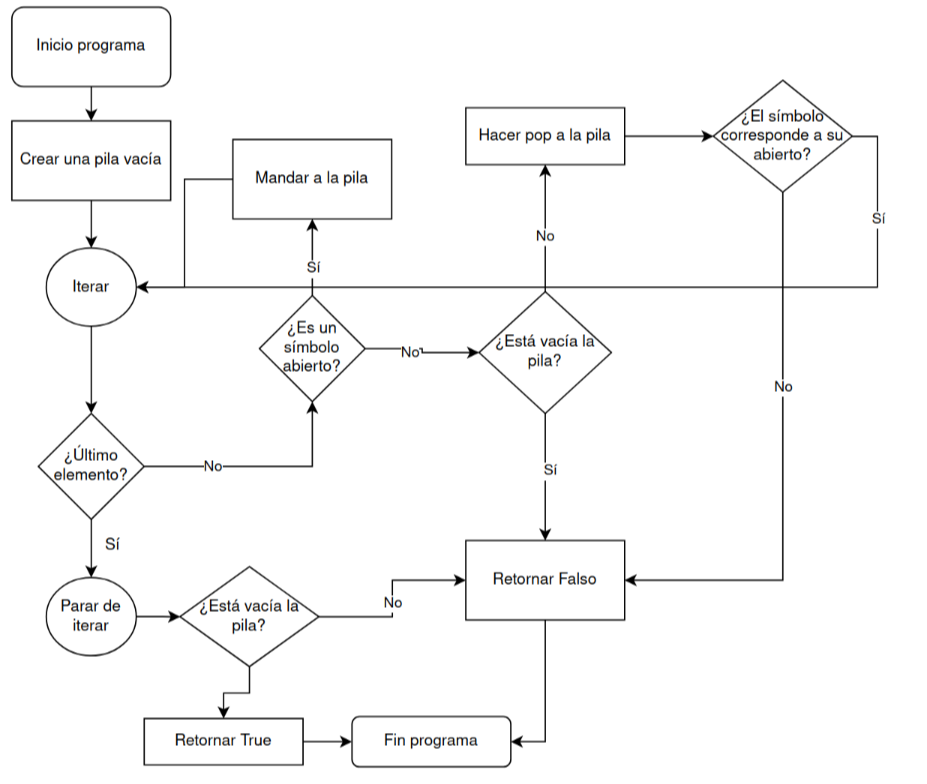 Inicio programa
Crear una pila vacía
Iterar
¿Último
elemento?
No
Sí
Parar de
iterar
¿Está vacía la
pila?
No
Retornar True
Fin programa
¿Es un
símbolo
abierto?
Sí
Mandar a la pila
No
¿Está vacía la
pila?
No
Hacer pop a la pila
¿El símbolo
corresponde a su
abierto?
Sí
No
Sí
Retornar Falso